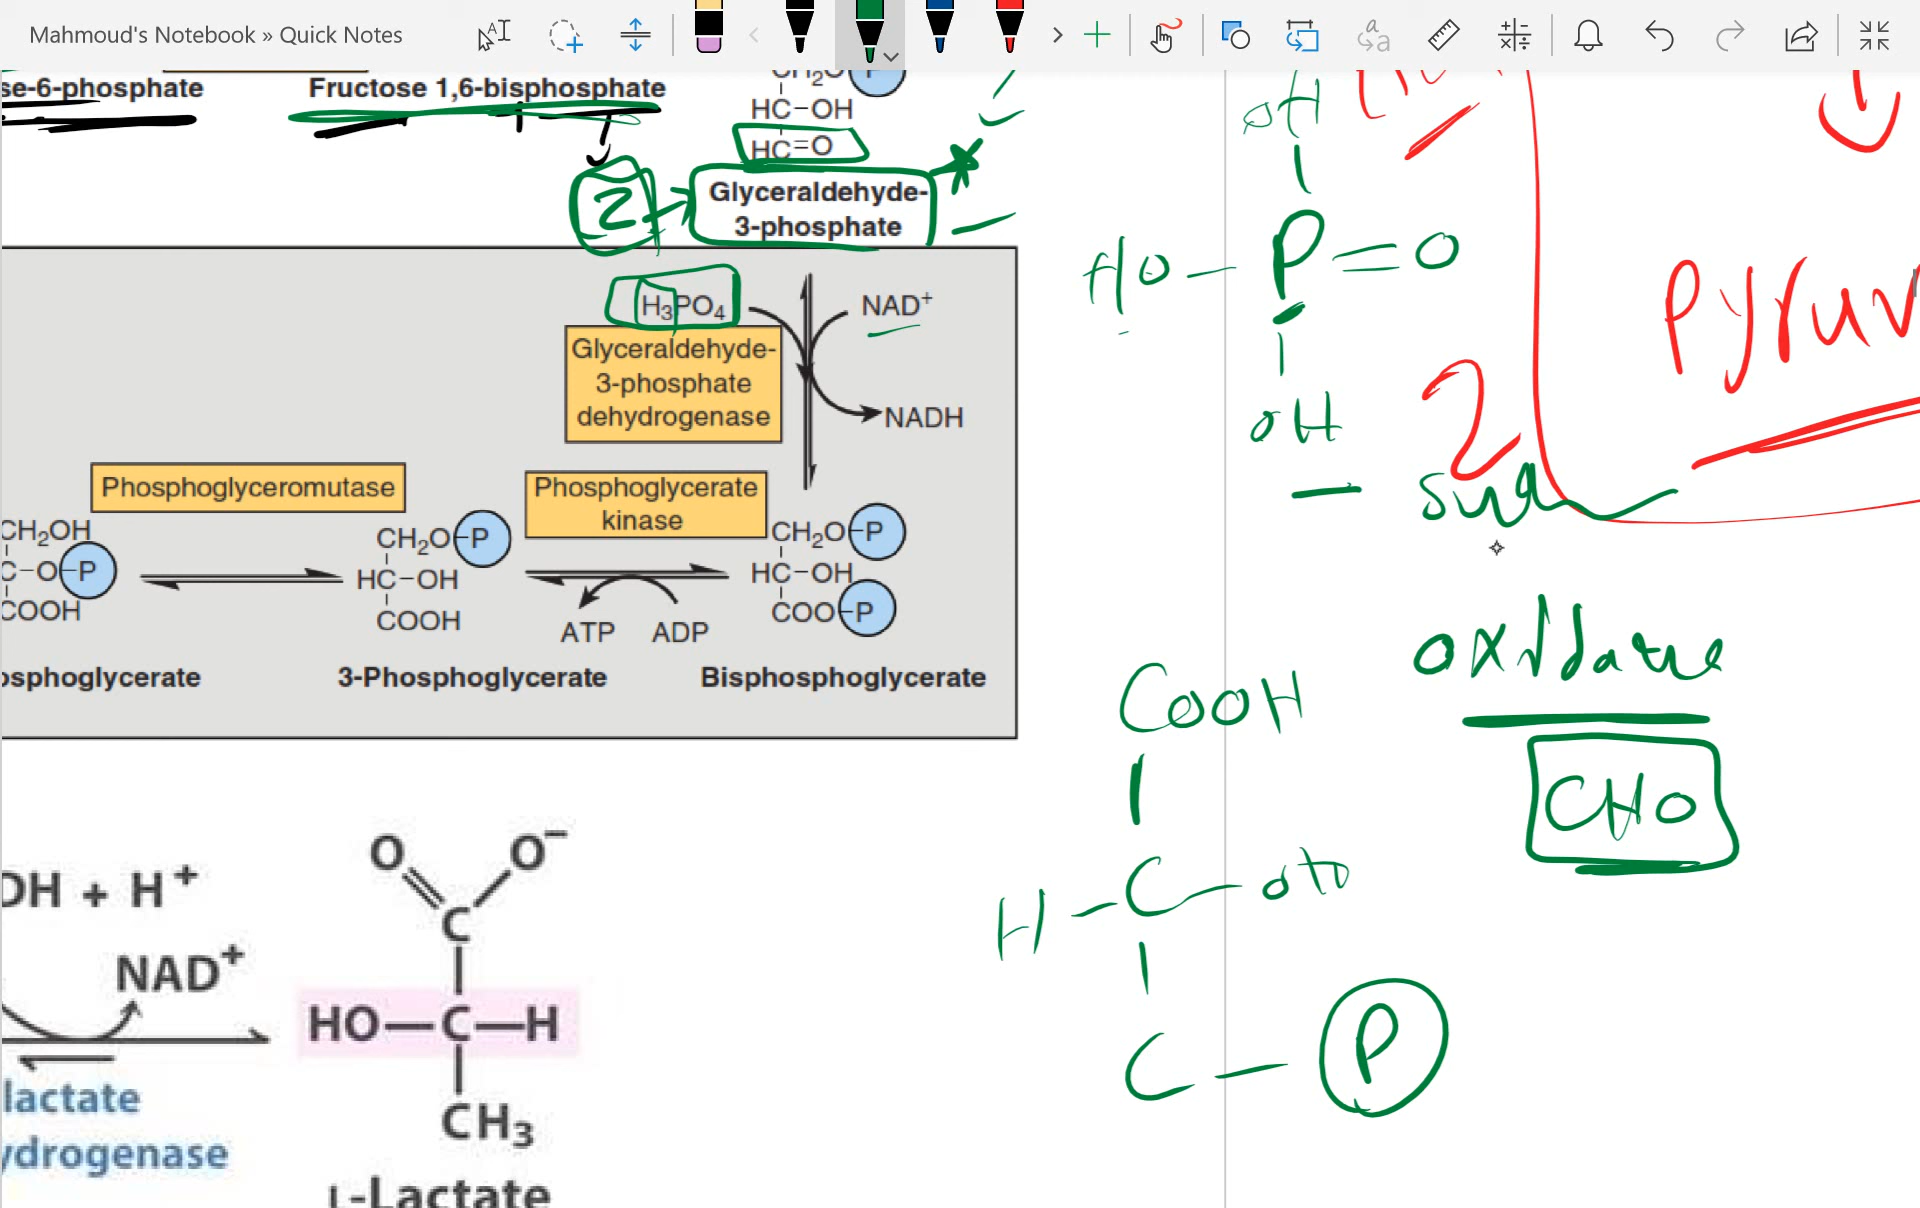 Mahmoud's Notebook » Quick Notes
se-6-phosphate
Fructose 1,6-bisphosphate
HC-OH
HC=O
2
Glyceraldehyde-
3-phosphate
H3PO4
NAD+
Glyceraldehyde-
3-phosphate
dehydrogenase
NADH
Phosphoglyceromutase
Phosphoglycerate
kinase
CH2OH
C-O-P
COOH
CH2O-P
HC-OH
COOH
ATP
ADP
CH2O-P
HC-OH
COO-P
osphoglycerate
3-Phosphoglycerate
Bisphosphoglycerate
OH
HO-P=O
OH
2
Pyruv
COOH
H-C-
C-P
CHO
OH + H+
NAD+
lactate
ydrogenase
O
O-
C
HO-C-H
CH3
L-Lactate